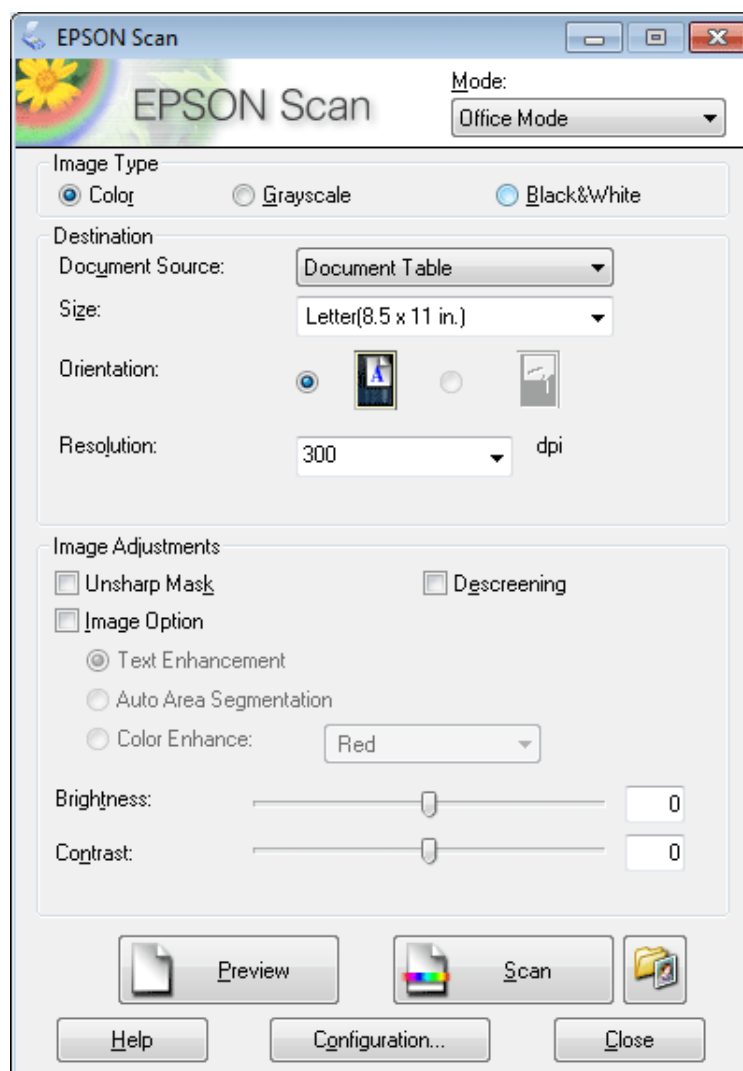 EPSON Scan
EPSON Scan
Mode:
Office Mode
Image Type
Color Grayscale Black&White
Destination
Document Source: Document Table
Size: Letter(8.5 x 11 in.)
Orientation: A
Resolution: 300 dpi
Image Adjustments
Unsharp Mask Descreening
Image Option
Text Enhancement
Auto Area Segmentation
Color Enhance: Red
Brightness: 0
Contrast: 0
Preview Scan
Help Configuration... Close